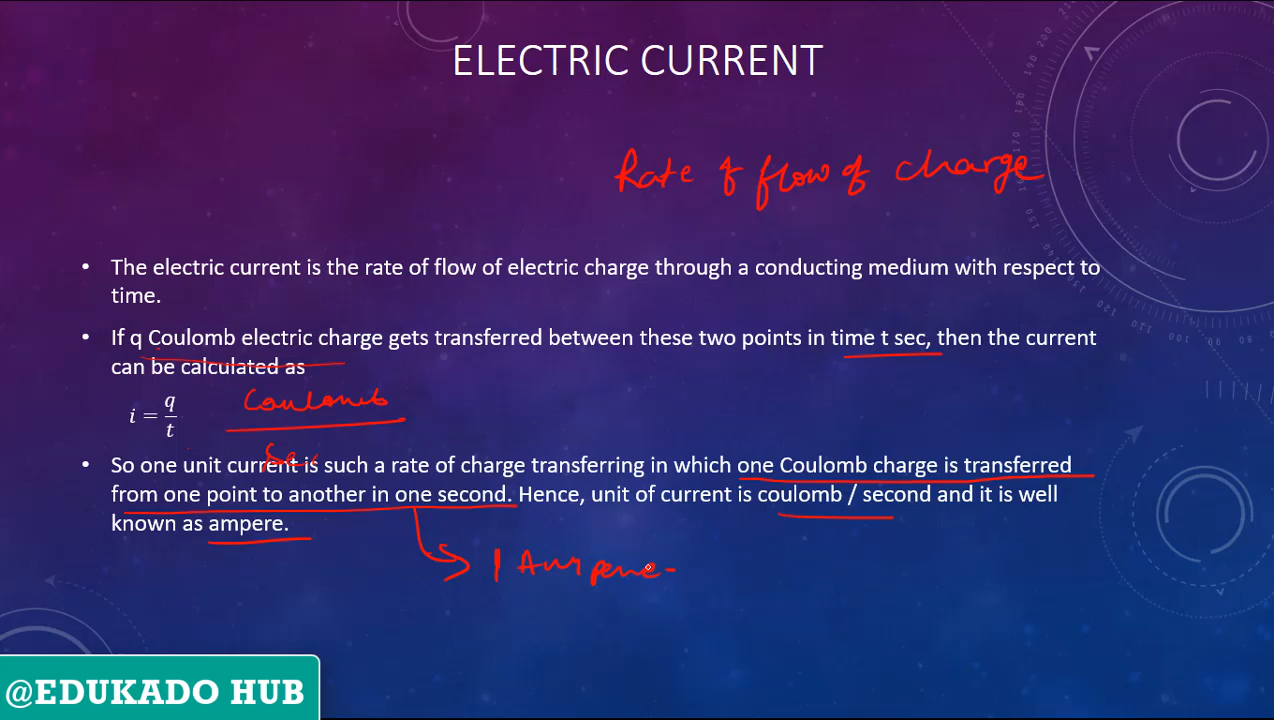 ELECTRIC CURRENT
Rate of flow of charge
• The electric current is the rate of flow of electric charge through a conducting medium with respect to
time.
• If q Coulomb electric charge gets transferred between these two points in time t sec, then the current
can be calculated as
i = q/t
Coulomb
Sec
• So one unit current is such a rate of charge transferring in which one Coulomb charge is transferred
from one point to another in one second. Hence, unit of current is coulomb / second and it is well
known as ampere.
1 Ampere
@EDUKADO HUB